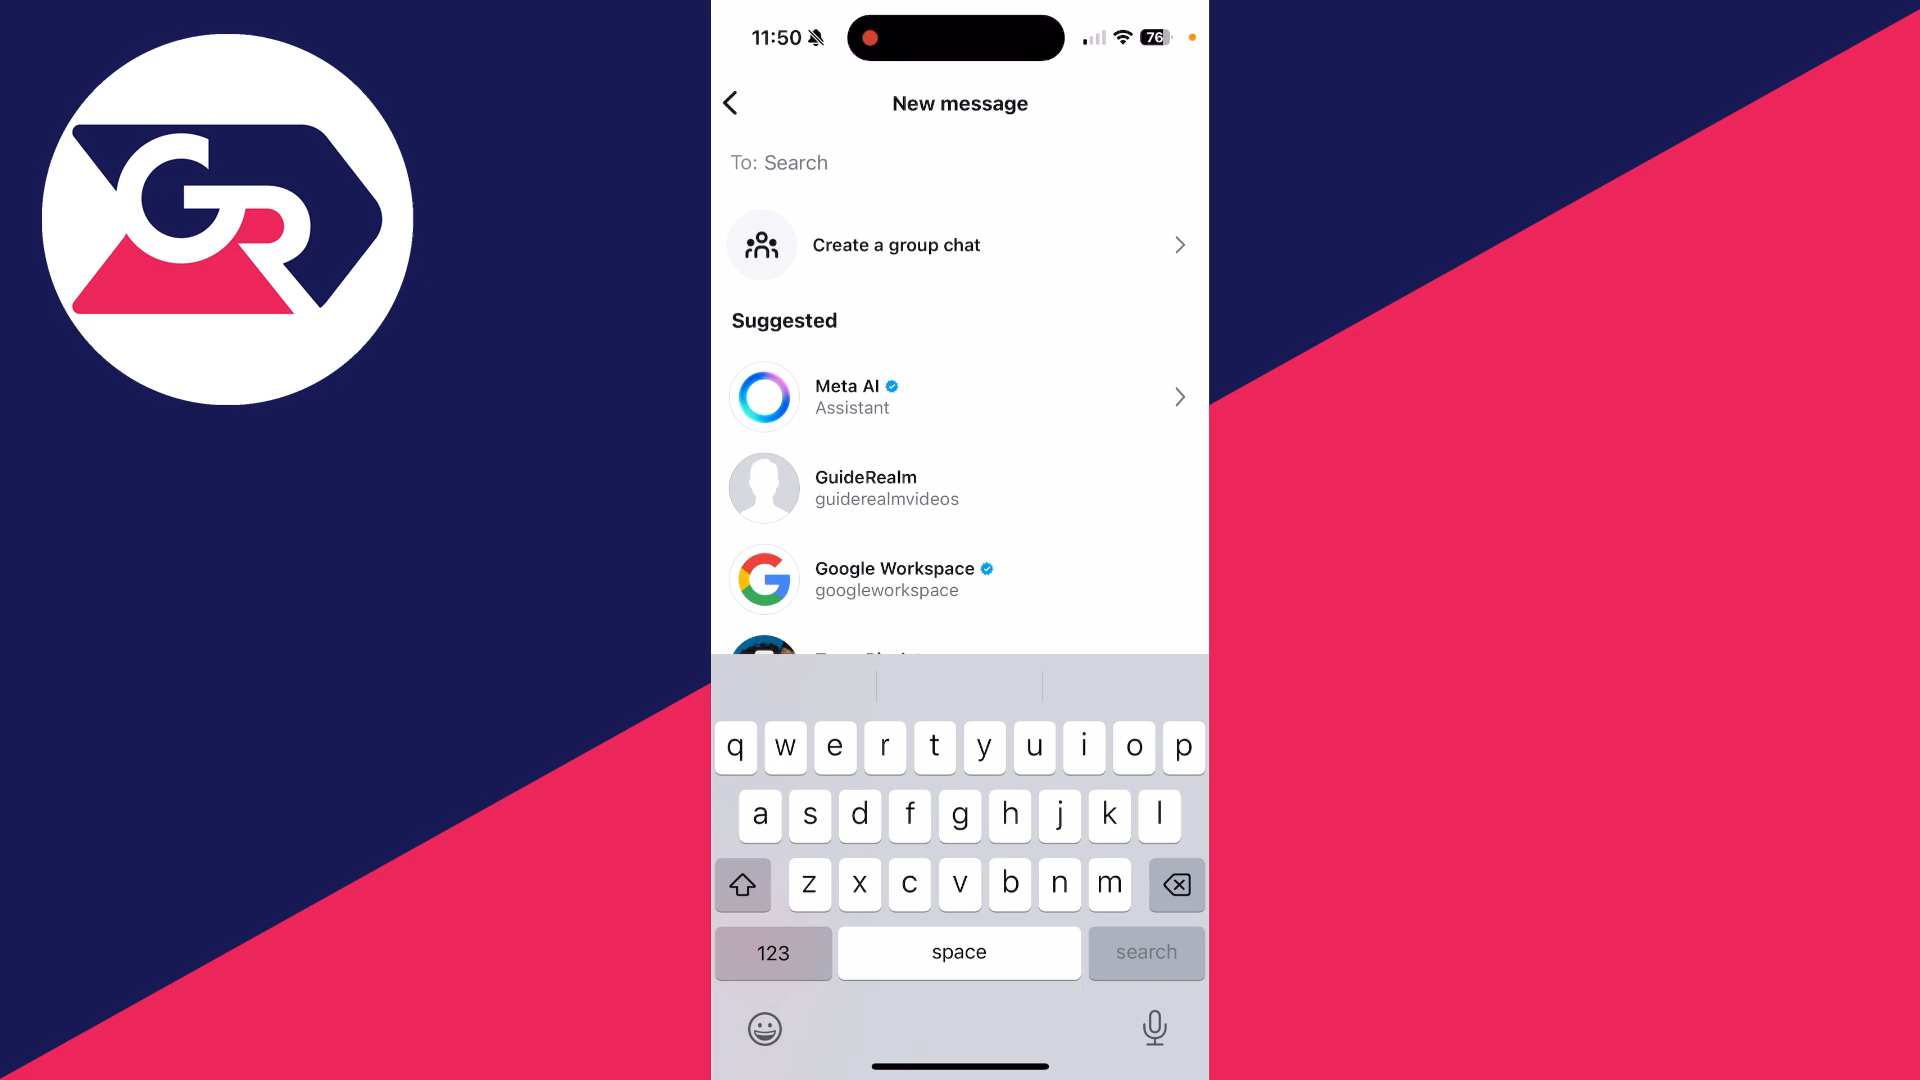 GR
11:50
76
New message
To: Search
Create a group chat
Suggested
Meta AI
Assistant
GuideRealm
guiderealmvideos
Google Workspace
googleworkspace
q w e r t y u i o p
a s d f g h j k l
z x c v b n m
123 space search